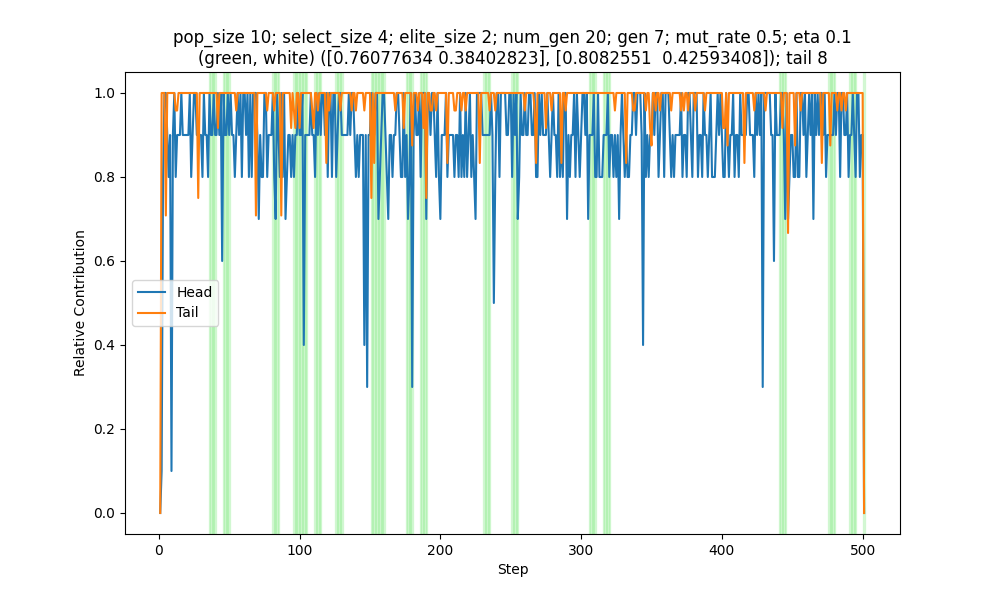 pop_size 10; select_size 4; elite_size 2; num_gen 20; gen 7; mut_rate 0.5; eta 0.1
(green, white) ([0.76077634 0.38402823], [0.8082551  0.42593408]); tail 8
1.0
0.8
0.6
0.4
0.2
0.0
Relative Contribution
Head
Tail
0
100
200
300
400
500
Step